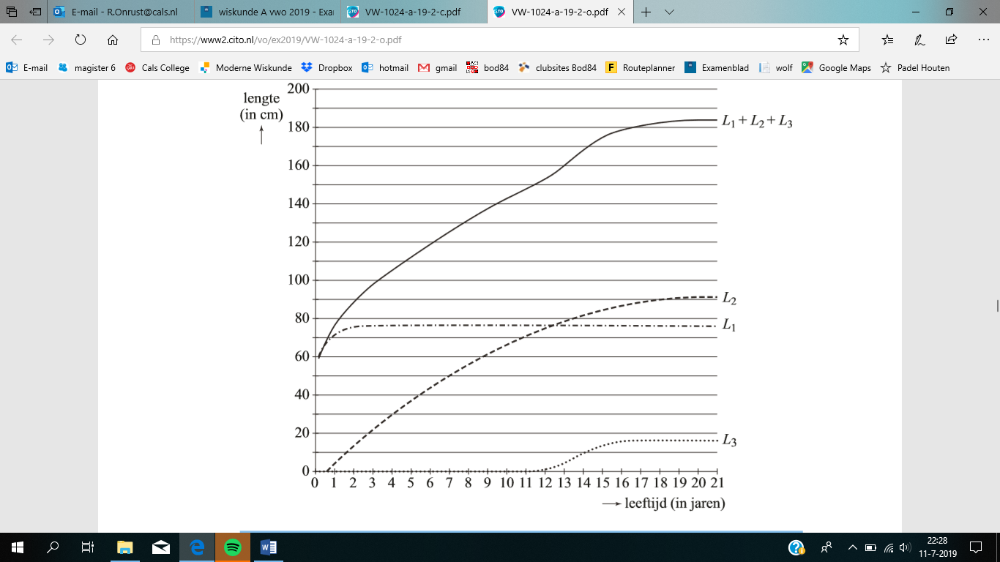 E-mail - R.Onrust@cals.nl
wiskunde A vwo 2019 - Exa
VW-1024-a-19-2-c.pdf
VW-1024-a-19-2-o.pdf
https://www2.cito.nl/vo/ex2019/VW-1024-a-19-2-o.pdf
E-mail magister 6 Cals College Moderne Wiskunde Dropbox hotmail gmail bod84 clubsites Bod84 Routeplanner Examenblad wolf Google Maps Padel Houten
lengte
(in cm)
200
180
160
140
120
100
80
60
40
20
0
L1 + L2 + L3
L2
L1
L3
0 1 2 3 4 5 6 7 8 9 10 11 12 13 14 15 16 17 18 19 20 21
leeftijd (in jaren)
22:28
11-7-2019